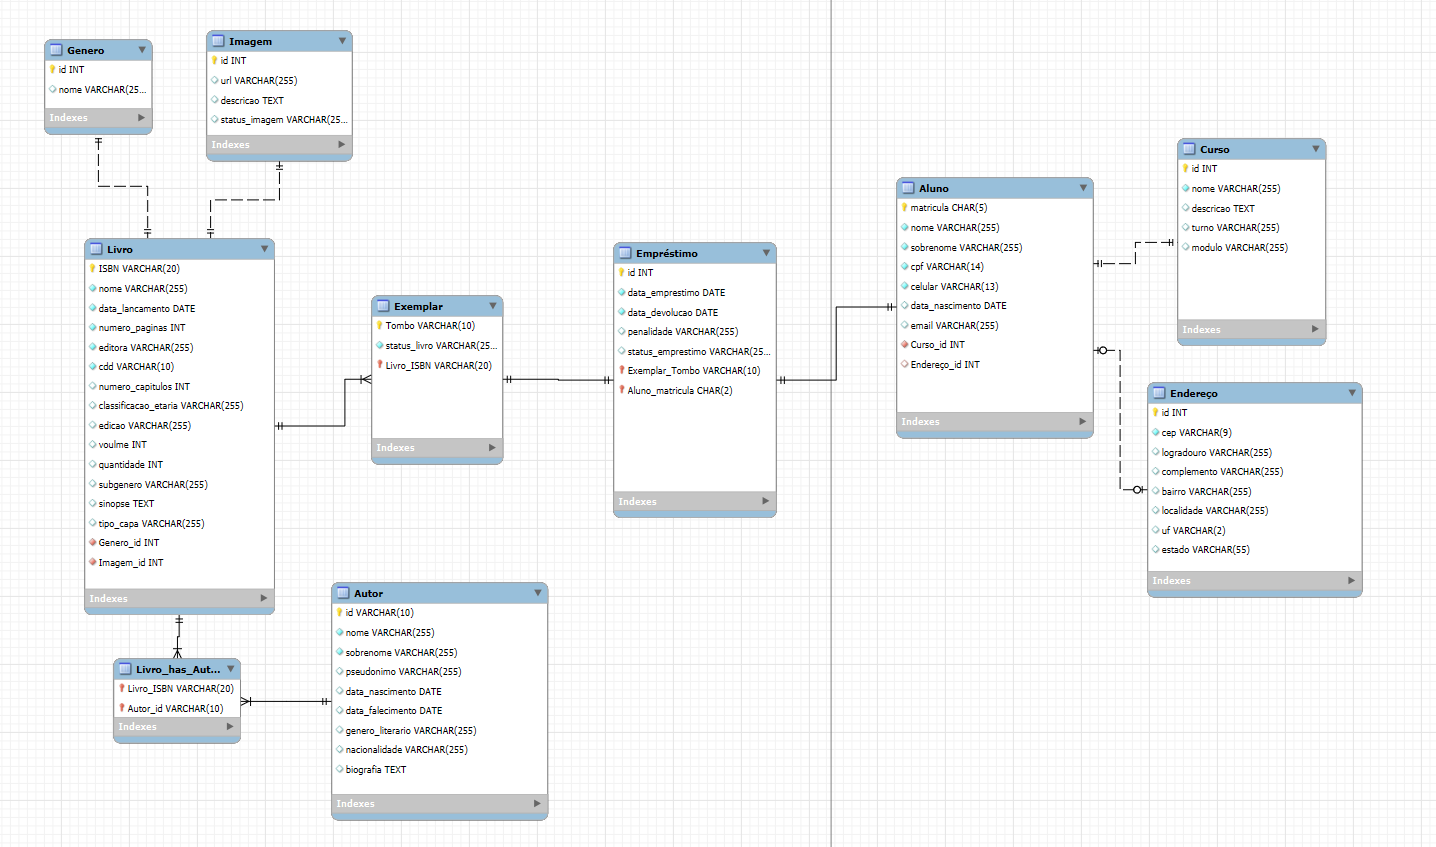 Genero
id INT
nome VARCHAR(25...
Indexes
Imagem
id INT
url VARCHAR(255)
descricao TEXT
status_imagem VARCHAR(25...
Indexes
Livro
ISBN VARCHAR(20)
nome VARCHAR(255)
data_lancamento DATE
numero_paginas INT
editora VARCHAR(255)
cdd VARCHAR(10)
numero_capitulos INT
classificacao_etaria VARCHAR(255)
edicao VARCHAR(255)
voulme INT
quantidade INT
subgenero VARCHAR(255)
sinopse TEXT
tipo_capa VARCHAR(255)
Genero_id INT
Imagem_id INT
Indexes
Exemplar
Tombo VARCHAR(10)
status_livro VARCHAR(25...
Livro_ISBN VARCHAR(20)
Indexes
Empréstimo
id INT
data_emprestimo DATE
data_devolucao DATE
penalidade VARCHAR(255)
status_emprestimo VARCHAR(25...
Exemplar_Tombo VARCHAR(10)
Aluno_matricula CHAR(2)
Indexes
Aluno
matricula CHAR(5)
nome VARCHAR(255)
sobrenome VARCHAR(255)
cpf VARCHAR(14)
celular VARCHAR(13)
data_nascimento DATE
email VARCHAR(255)
Curso_id INT
Endereço_id INT
Indexes
Curso
id INT
nome VARCHAR(255)
descricao TEXT
turno VARCHAR(255)
modulo VARCHAR(255)
Indexes
Endereço
id INT
cep VARCHAR(9)
logradouro VARCHAR(255)
complemento VARCHAR(255)
bairro VARCHAR(255)
localidade VARCHAR(255)
uf VARCHAR(2)
estado VARCHAR(55)
Indexes
Livro_has_Aut...
Livro_ISBN VARCHAR(20)
Autor_id VARCHAR(10)
Indexes
Autor
id VARCHAR(10)
nome VARCHAR(255)
sobrenome VARCHAR(255)
pseudonimo VARCHAR(255)
data_nascimento DATE
data_falecimento DATE
genero_literario VARCHAR(255)
nacionalidade VARCHAR(255)
biografia TEXT
Indexes